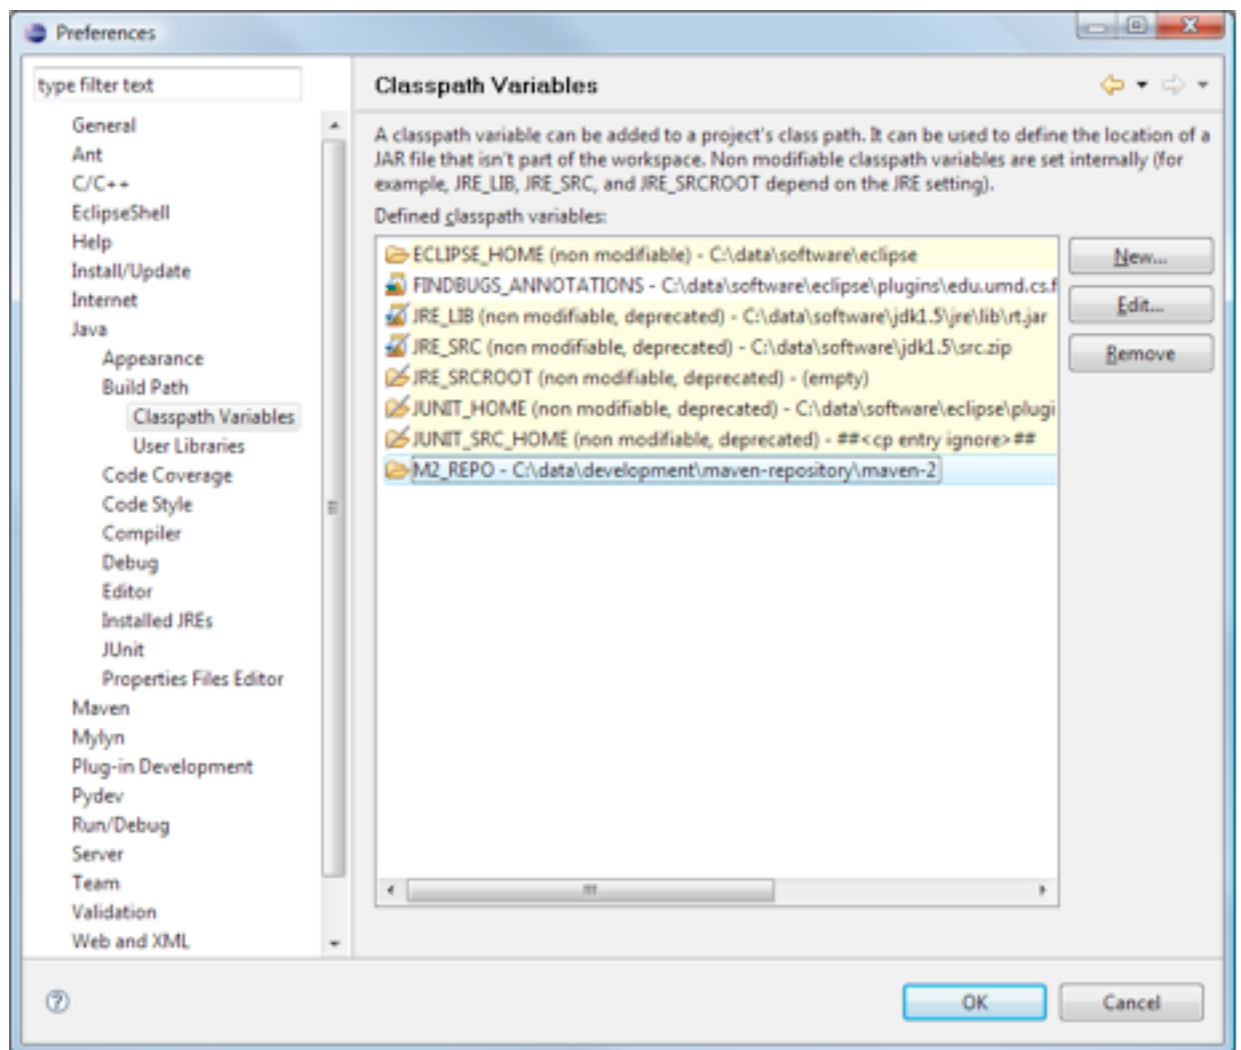 Preferences
type filter text
General
Ant
C/C++
EclipseShell
Help
Install/Update
Internet
Java
Appearance
Build Path
Classpath Variables
User Libraries
Code Coverage
Code Style
Compiler
Debug
Editor
Installed JREs
JUnit
Properties Files Editor
Maven
Mylyn
Plug-in Development
Pydev
Run/Debug
Server
Team
Validation
Web and XML
Classpath Variables
A classpath variable can be added to a project's class path. It can be used to define the location of a
JAR file that isn't part of the workspace. Non modifiable classpath variables are set internally (for
example, JRE_LIB, JRE_SRC, and JRE_SRCROOT depend on the JRE setting).
Defined classpath variables:
ECLIPSE_HOME (non modifiable) - C:\data\software\eclipse
FINDBUGS_ANNOTATIONS - C:\data\software\eclipse\plugins\edu.umd.cs.f
JRE_LIB (non modifiable, deprecated) - C:\data\software\jdk1.5\jre\lib\rt.jar
JRE_SRC (non modifiable, deprecated) - C:\data\software\jdk1.5\src.zip
JRE_SRCROOT (non modifiable, deprecated) - (empty)
JUNIT_HOME (non modifiable, deprecated) - C:\data\software\eclipse\plugi
JUNIT_SRC_HOME (non modifiable, deprecated) - ##<cp entry ignore>##
M2_REPO - C:\data\development\maven-repository\maven-2
New...
Edit...
Remove
OK
Cancel